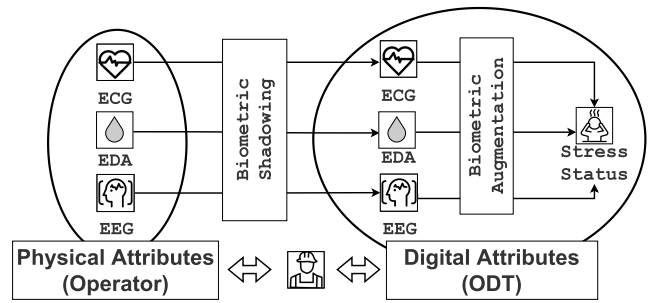 ECG
EDA
EEG
Biometric
Shadowing
ECG
EDA
EEG
Biometric
Augmentation
Stress
Status
Physical Attributes
(Operator)
Digital Attributes
(ODT)